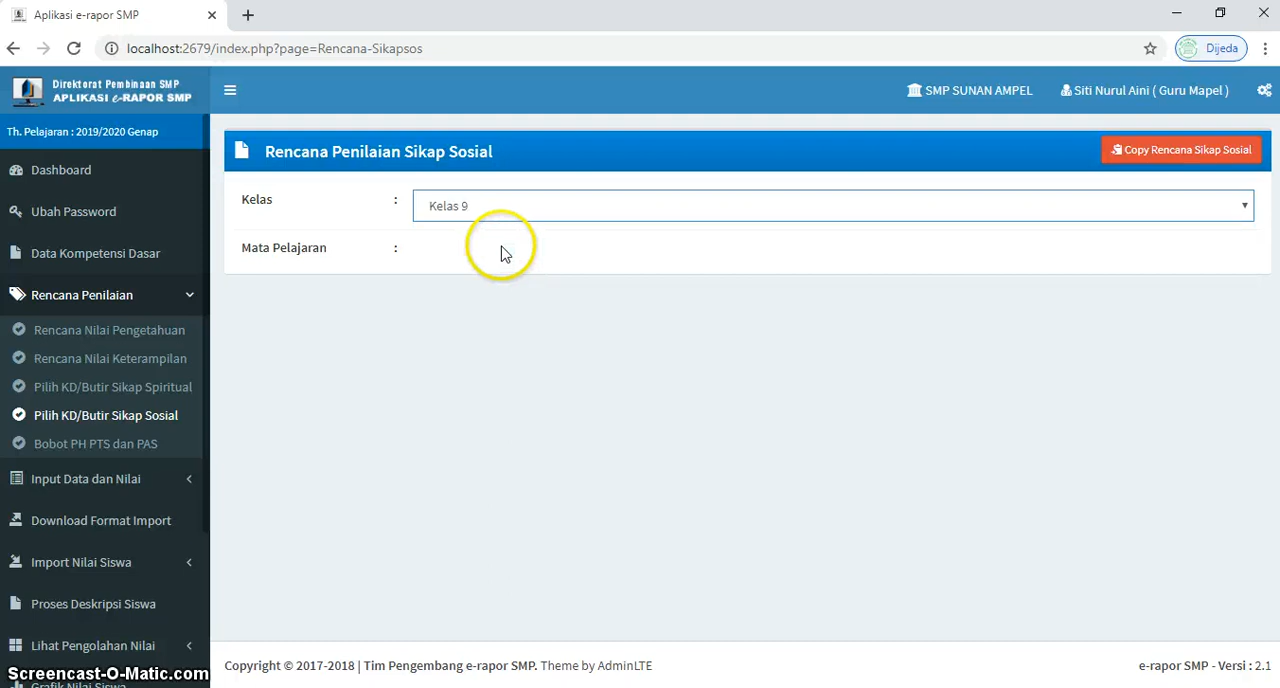 Aplikasi e-rapor SMP
localhost:2679/index.php?page=Rencana-Sikapsos
Dijeda
Direktorat Pembinaan SMP
APLIKASI e-RAPOR SMP
SMP SUNAN AMPEL
Siti Nurul Aini ( Guru Mapel )
Th. Pelajaran : 2019/2020 Genap
Dashboard
Ubah Password
Data Kompetensi Dasar
Rencana Penilaian
Rencana Nilai Pengetahuan
Rencana Nilai Keterampilan
Pilih KD/Butir Sikap Spiritual
Pilih KD/Butir Sikap Sosial
Bobot PH PTS dan PAS
Input Data dan Nilai
Download Format Import
Import Nilai Siswa
Proses Deskripsi Siswa
Lihat Pengolahan Nilai
Grafik Nilai Siswa
Screencast-O-Matic.com
Rencana Penilaian Sikap Sosial
Copy Rencana Sikap Sosial
Kelas : Kelas 9
Mata Pelajaran :
Copyright © 2017-2018 | Tim Pengembang e-rapor SMP. Theme by AdminLTE
e-rapor SMP - Versi : 2.1